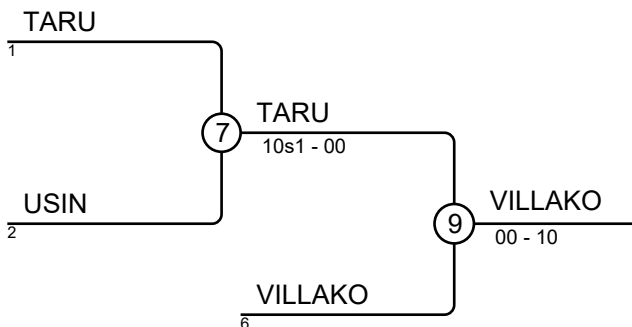 TARU
1
7
TARU
10s1 - 00
USIN
2
9
VILLAKO
00 - 10
VILLAKO
6